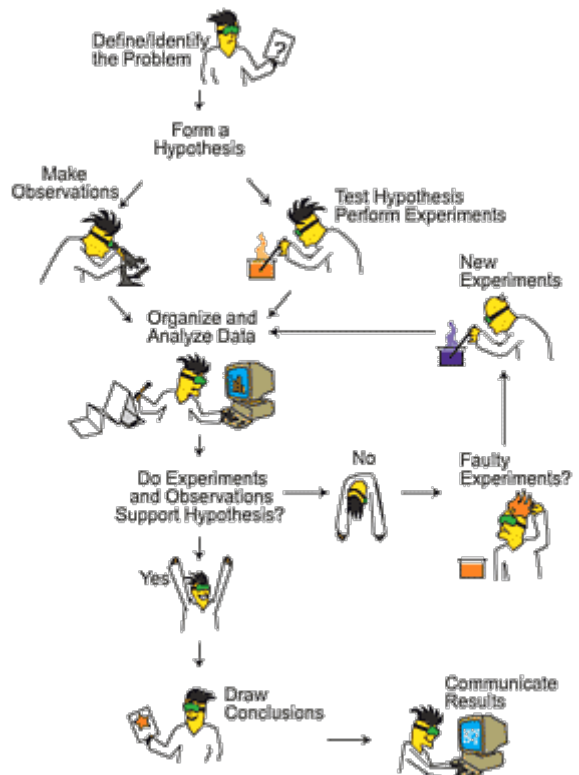 Define/Identify
the Problem
?
Form a
Hypothesis
Make
Observations
Test Hypothesis
Perform Experiments
New
Experiments
Organize and
Analyze Data
No
Faulty
Experiments?
Do Experiments
and Observations
Support Hypothesis?
Yes
Draw
Conclusions
Communicate
Results